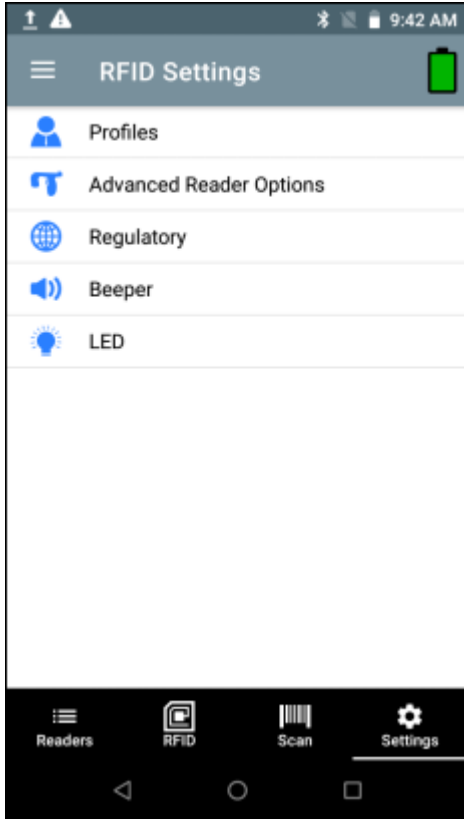 9:42 AM
RFID Settings
Profiles
Advanced Reader Options
Regulatory
Beeper
LED
Readers
RFID
Scan
Settings